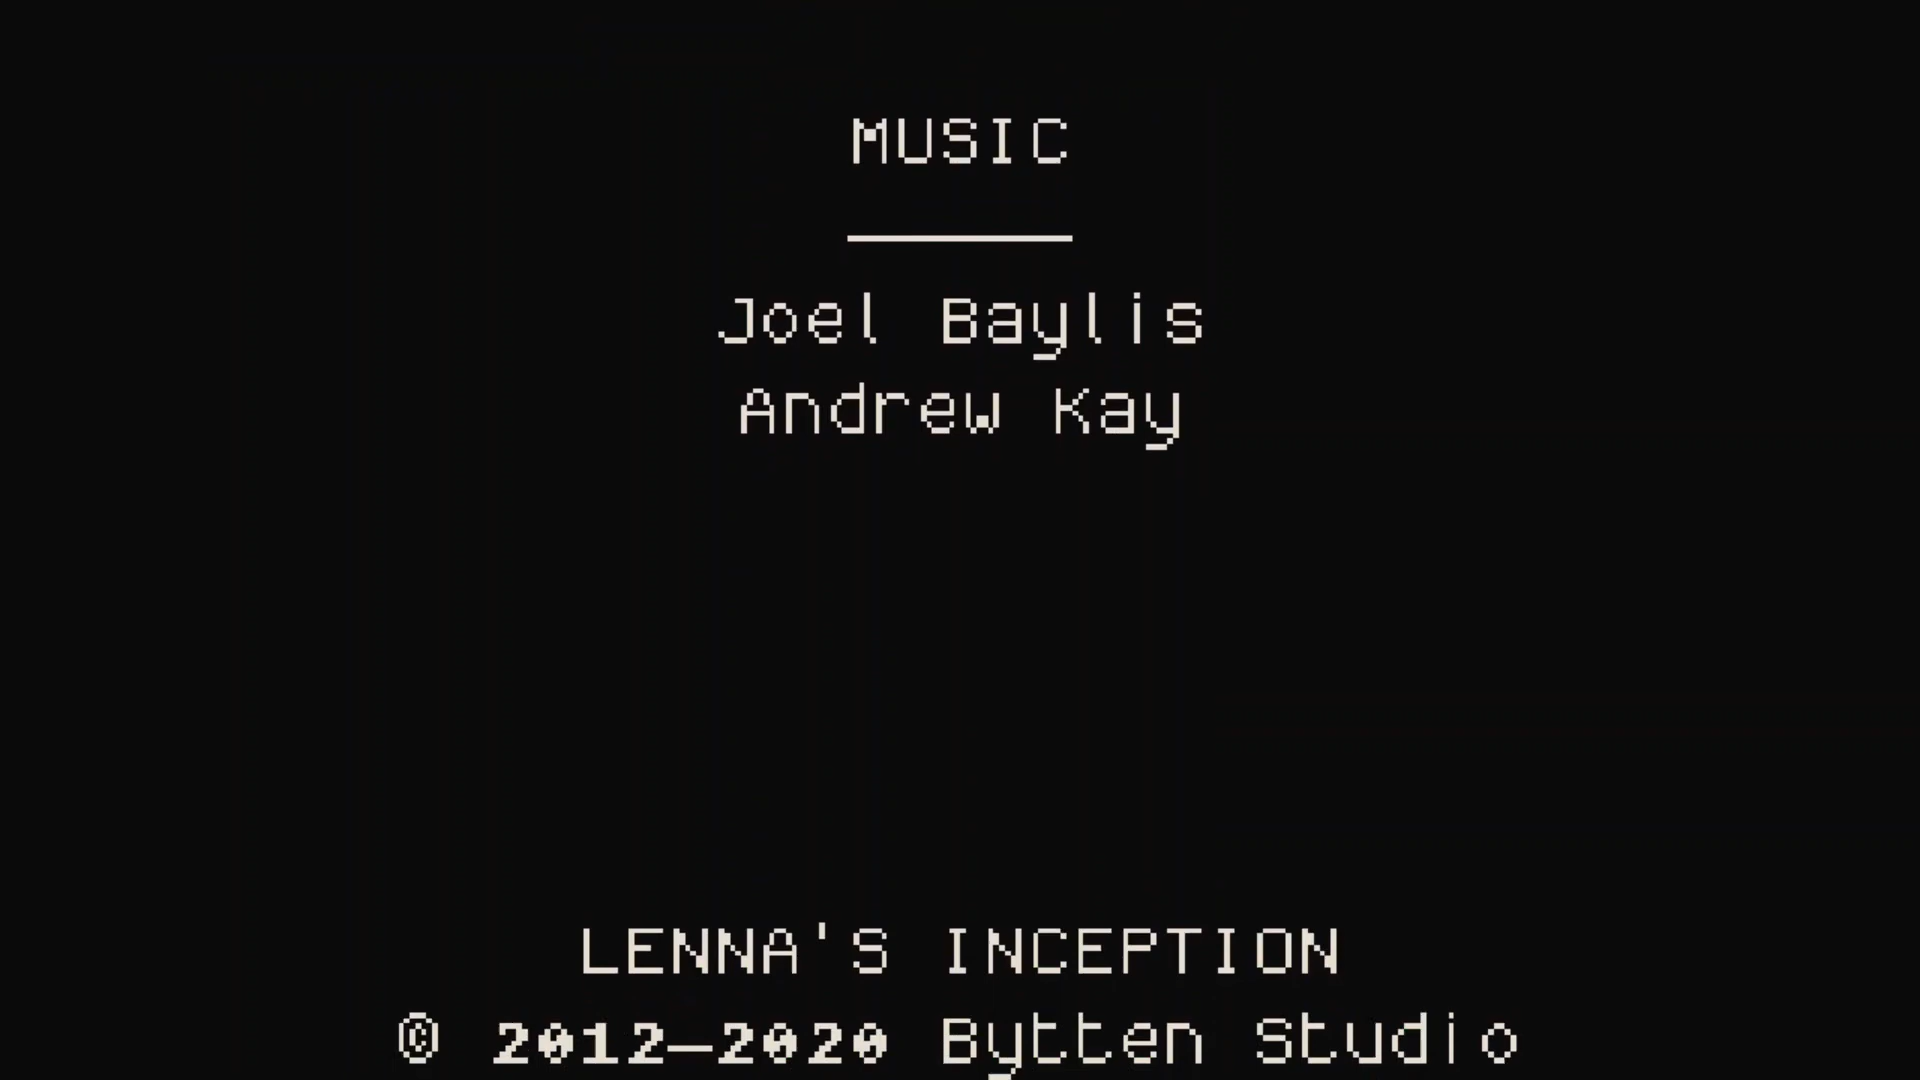 MUSIC
Joel Baylis
Andrew Kay
LENNA'S INCEPTION
© 2012–2020 Bytten Studio